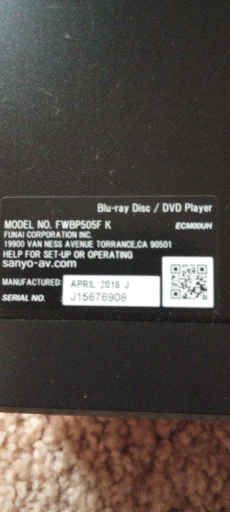 Blu-ray Disc / DVD Player
MODEL NO. FWBP505F K ECM00UH
FUNAI CORPORATION INC.
19900 VAN NESS AVENUE TORRANCE,CA 90501
HELP FOR SET-UP OR OPERATING
sanyo-av.com
MANUFACTURED: APRIL 2016 J
SERIAL NO. J15676906